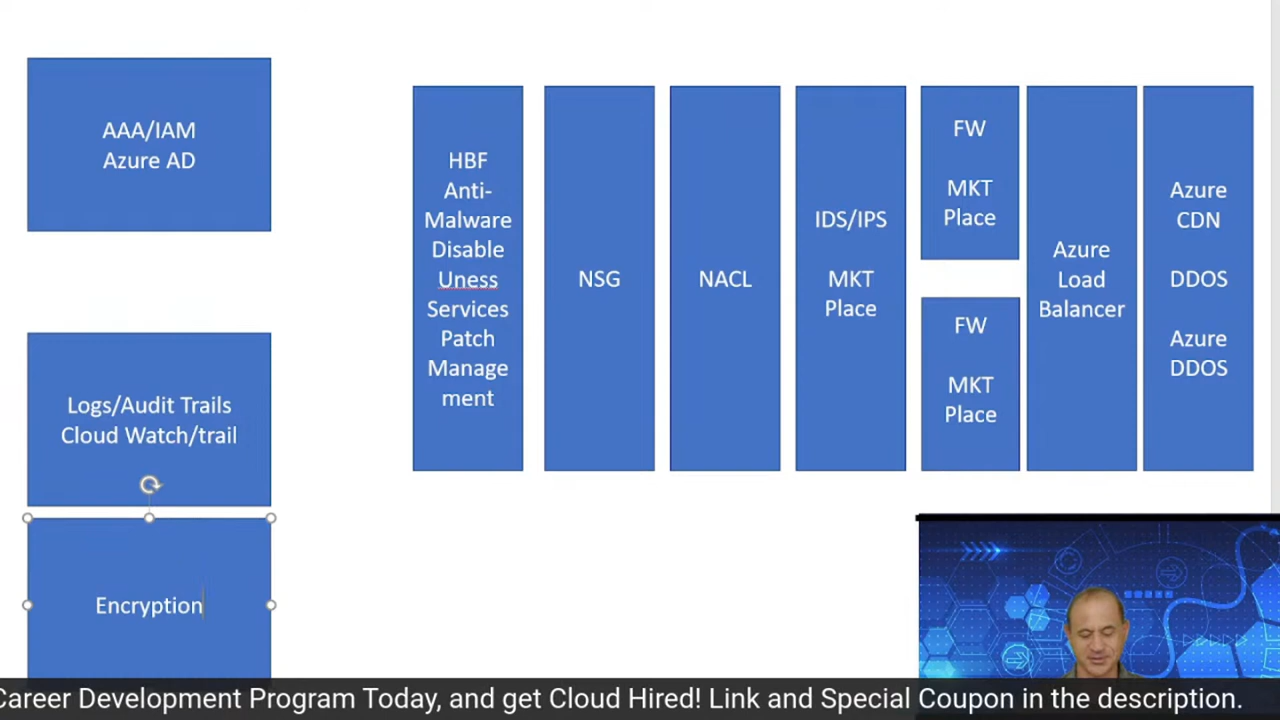 AAA/IAM
Azure AD
Logs/Audit Trails
Cloud Watch/trail
Encryption
HBF
Anti-
Malware
Disable
Uness
Services
Patch
Manage
ment
NSG
NACL
IDS/IPS
MKT
Place
FW
MKT
Place
FW
MKT
Place
Azure
Load
Balancer
Azure
CDN
DDOS
Azure
DDOS
Career Development Program Today, and get Cloud Hired! Link and Special Coupon in the description.